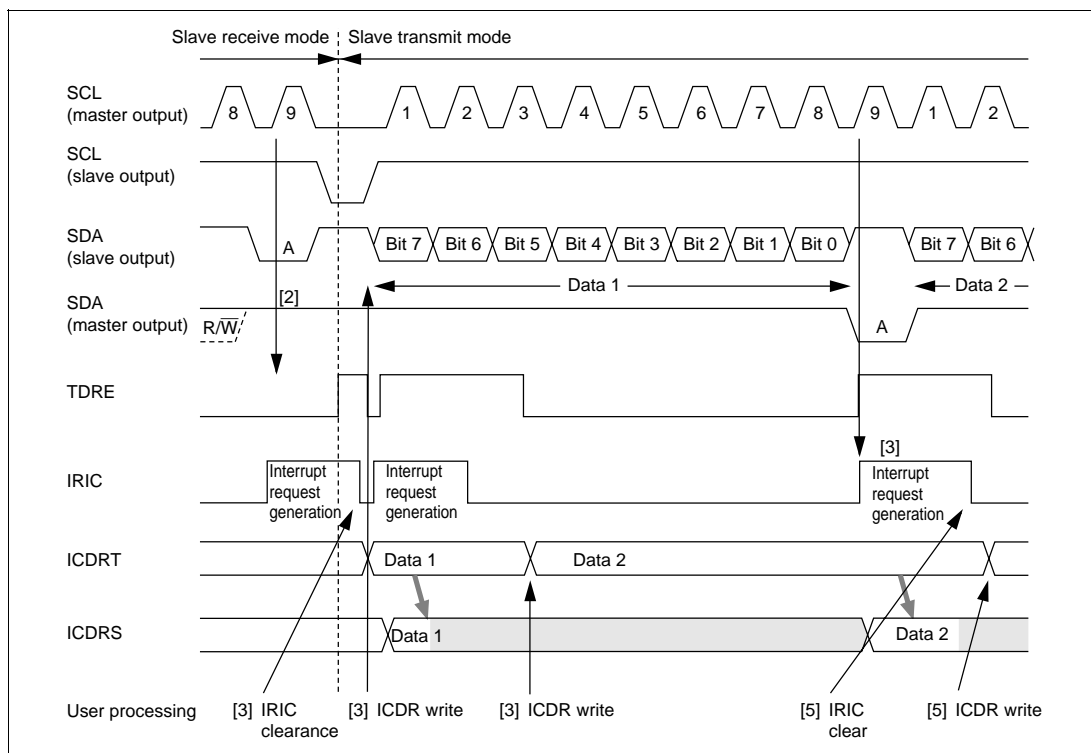 Slave receive mode Slave transmit mode
SCL
(master output)
8 9 1 2 3 4 5 6 7 8 9 1 2
SCL
(slave output)
SDA
(slave output)
A Bit 7 Bit 6 Bit 5 Bit 4 Bit 3 Bit 2 Bit 1 Bit 0 Bit 7 Bit 6
Data 1 Data 2
[2]
SDA
(master output)
R/W̅ A
TDRE
[3]
IRIC
Interrupt
request
generation
Interrupt
request
generation
Interrupt
request
generation
ICDRT
Data 1 Data 2
ICDRS
Data 1 Data 2
User processing
[3] IRIC
clearance
[3] ICDR write
[3] ICDR write
[5] IRIC
clear
[5] ICDR write